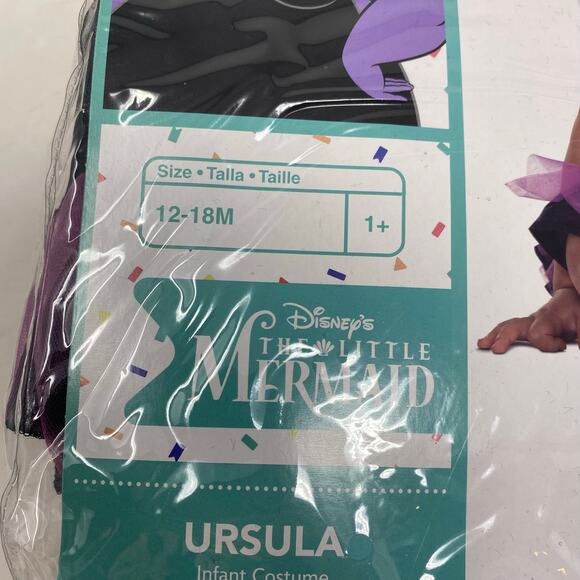 Size • Talla • Taille
12-18M
1+
Disney's
THE LITTLE
MERMAID
URSULA
Infant Costume